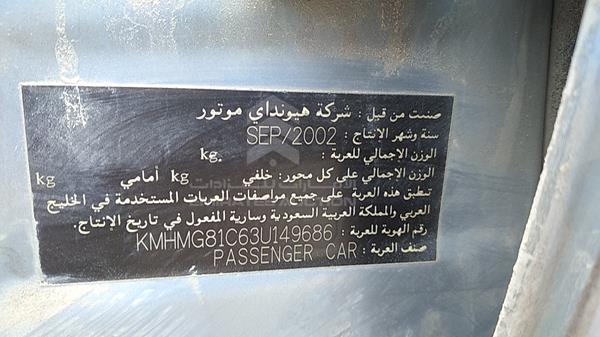 صنعت من قبل : شركة هيونداي موتور
سنة وشهر الإنتاج : SEP/2002
الوزن الإجمالي للعربة : kg.
الوزن الإجمالي على كل محور: خلفي kg أمامي kg
تنطبق هذه العربة على جميع مواصفات العربات المستخدمة في الخليج
العربي والمملكة العربية السعودية وسارية المفعول في تاريخ الإنتاج.
رقم الهوية للعربة : KMHMG81C63U149686
صنف العربة : PASSENGER CAR